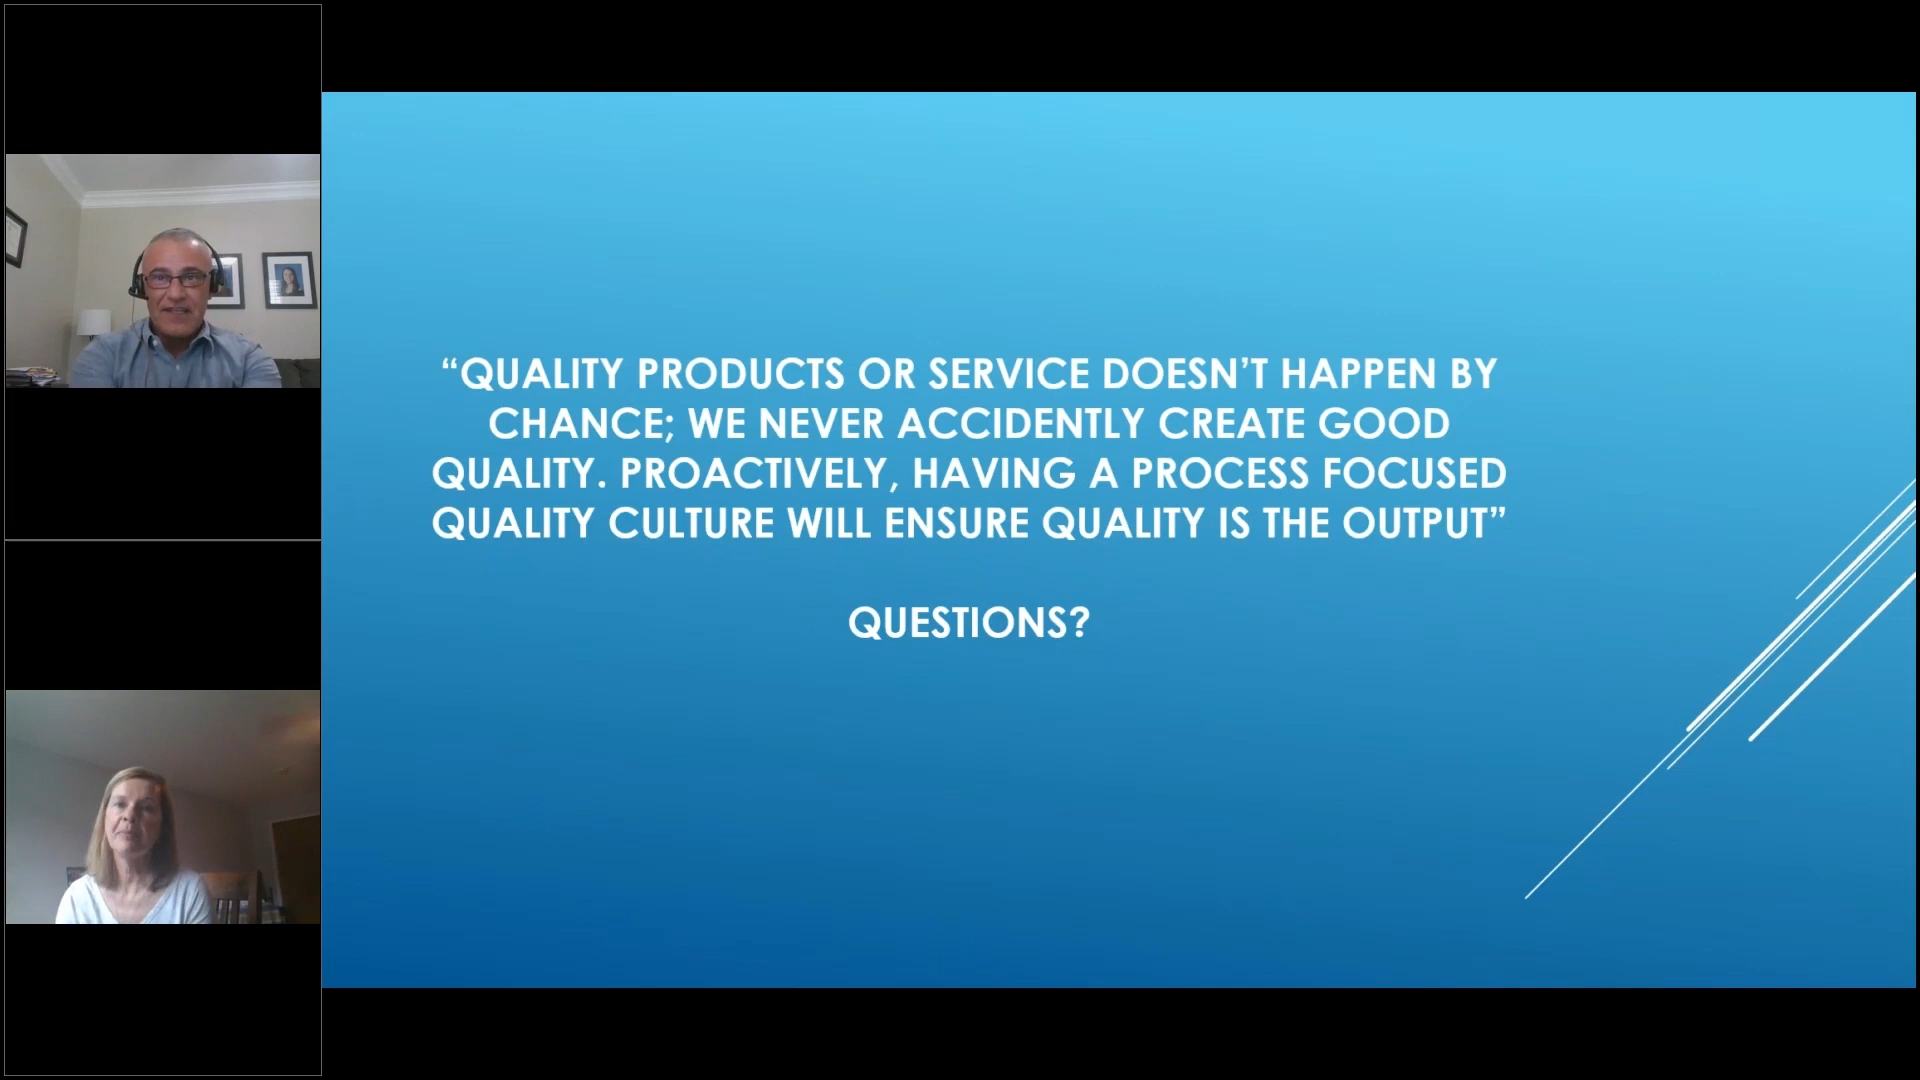 “QUALITY PRODUCTS OR SERVICE DOESN’T HAPPEN BY
CHANCE; WE NEVER ACCIDENTLY CREATE GOOD
QUALITY. PROACTIVELY, HAVING A PROCESS FOCUSED
QUALITY CULTURE WILL ENSURE QUALITY IS THE OUTPUT”
QUESTIONS?